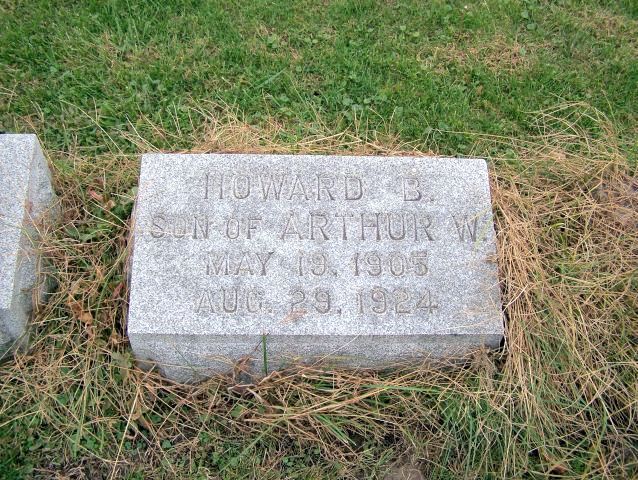 HOWARD B.
SON OF ARTHUR W.
MAY 19, 1905
AUG. 29, 1924